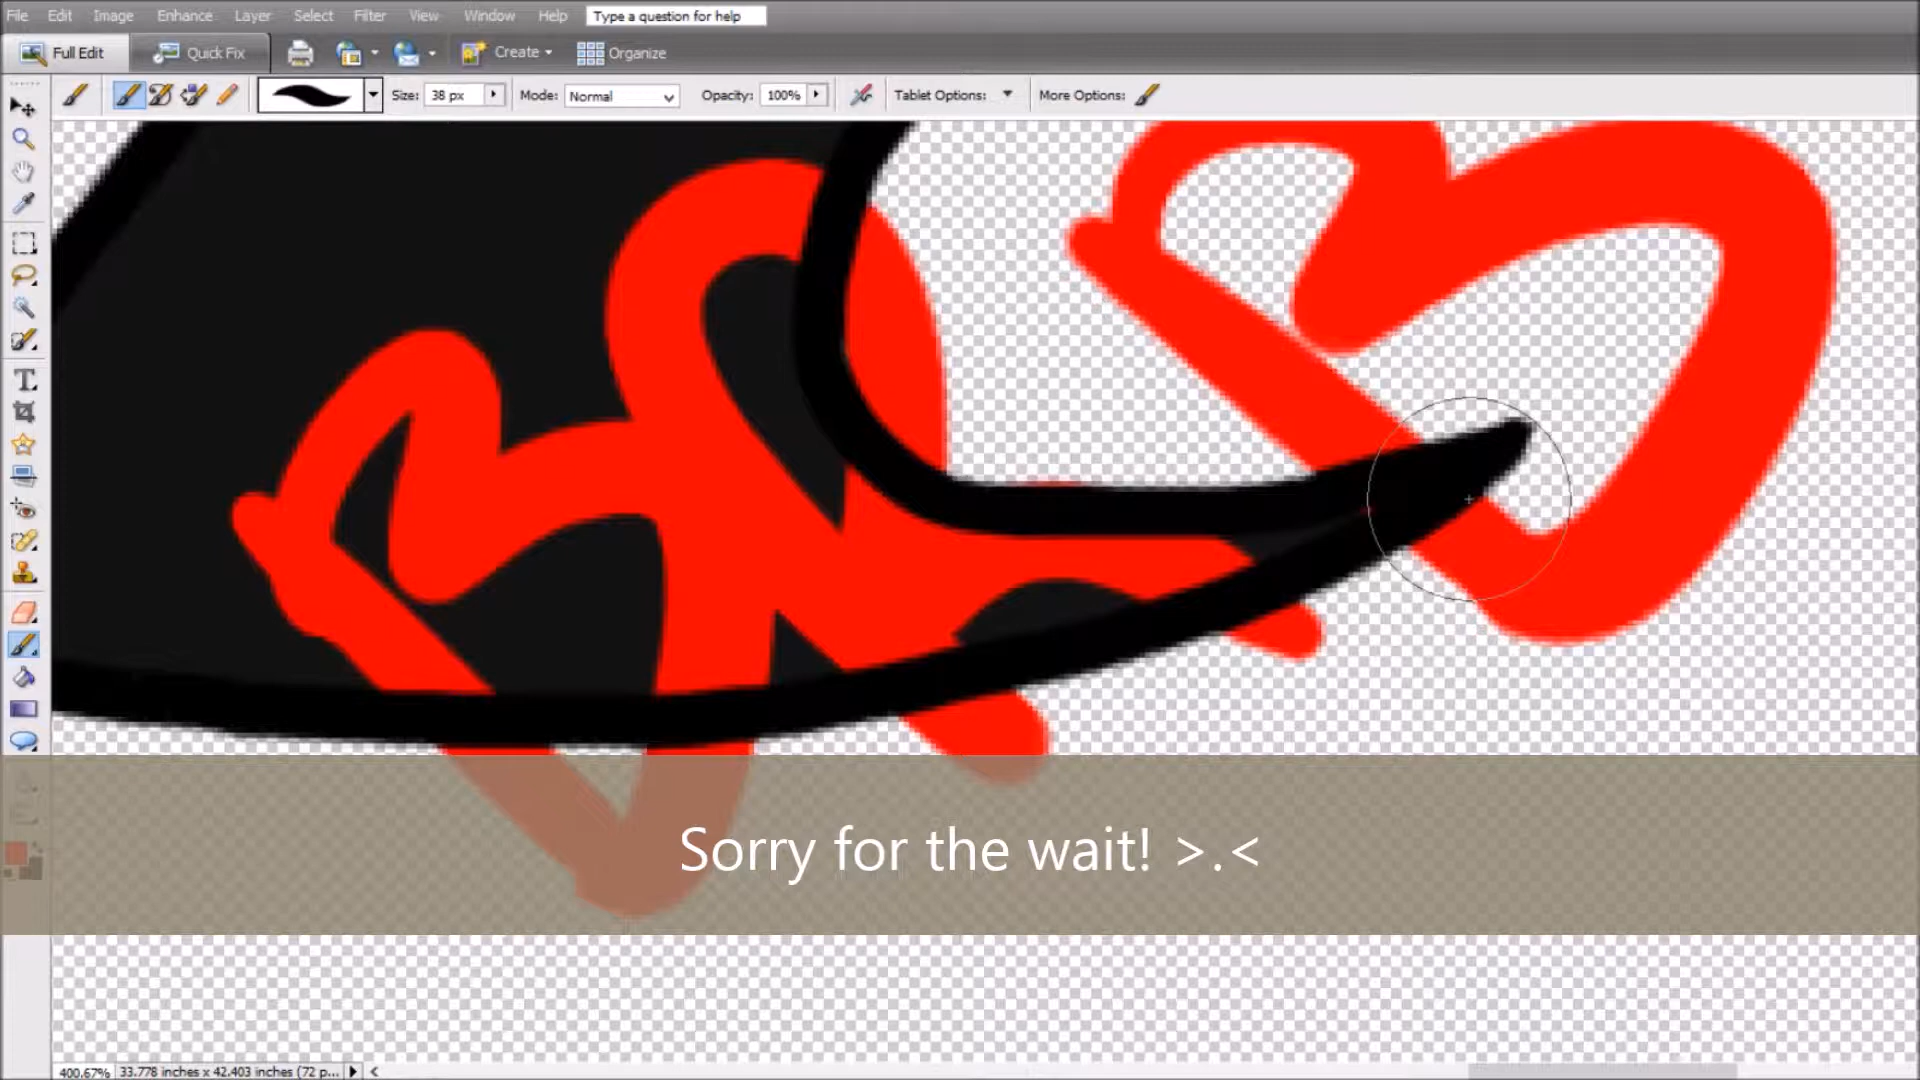 File Edit Image Enhance Layer Select Filter View Window Help Type a question for help
Full Edit Quick Fix Create Organize
Size: 38 px Mode: Normal Opacity: 100% Tablet Options: More Options:
Sorry for the wait! >.<
400.67% 33.778 inches x 42.403 inches (72 p...